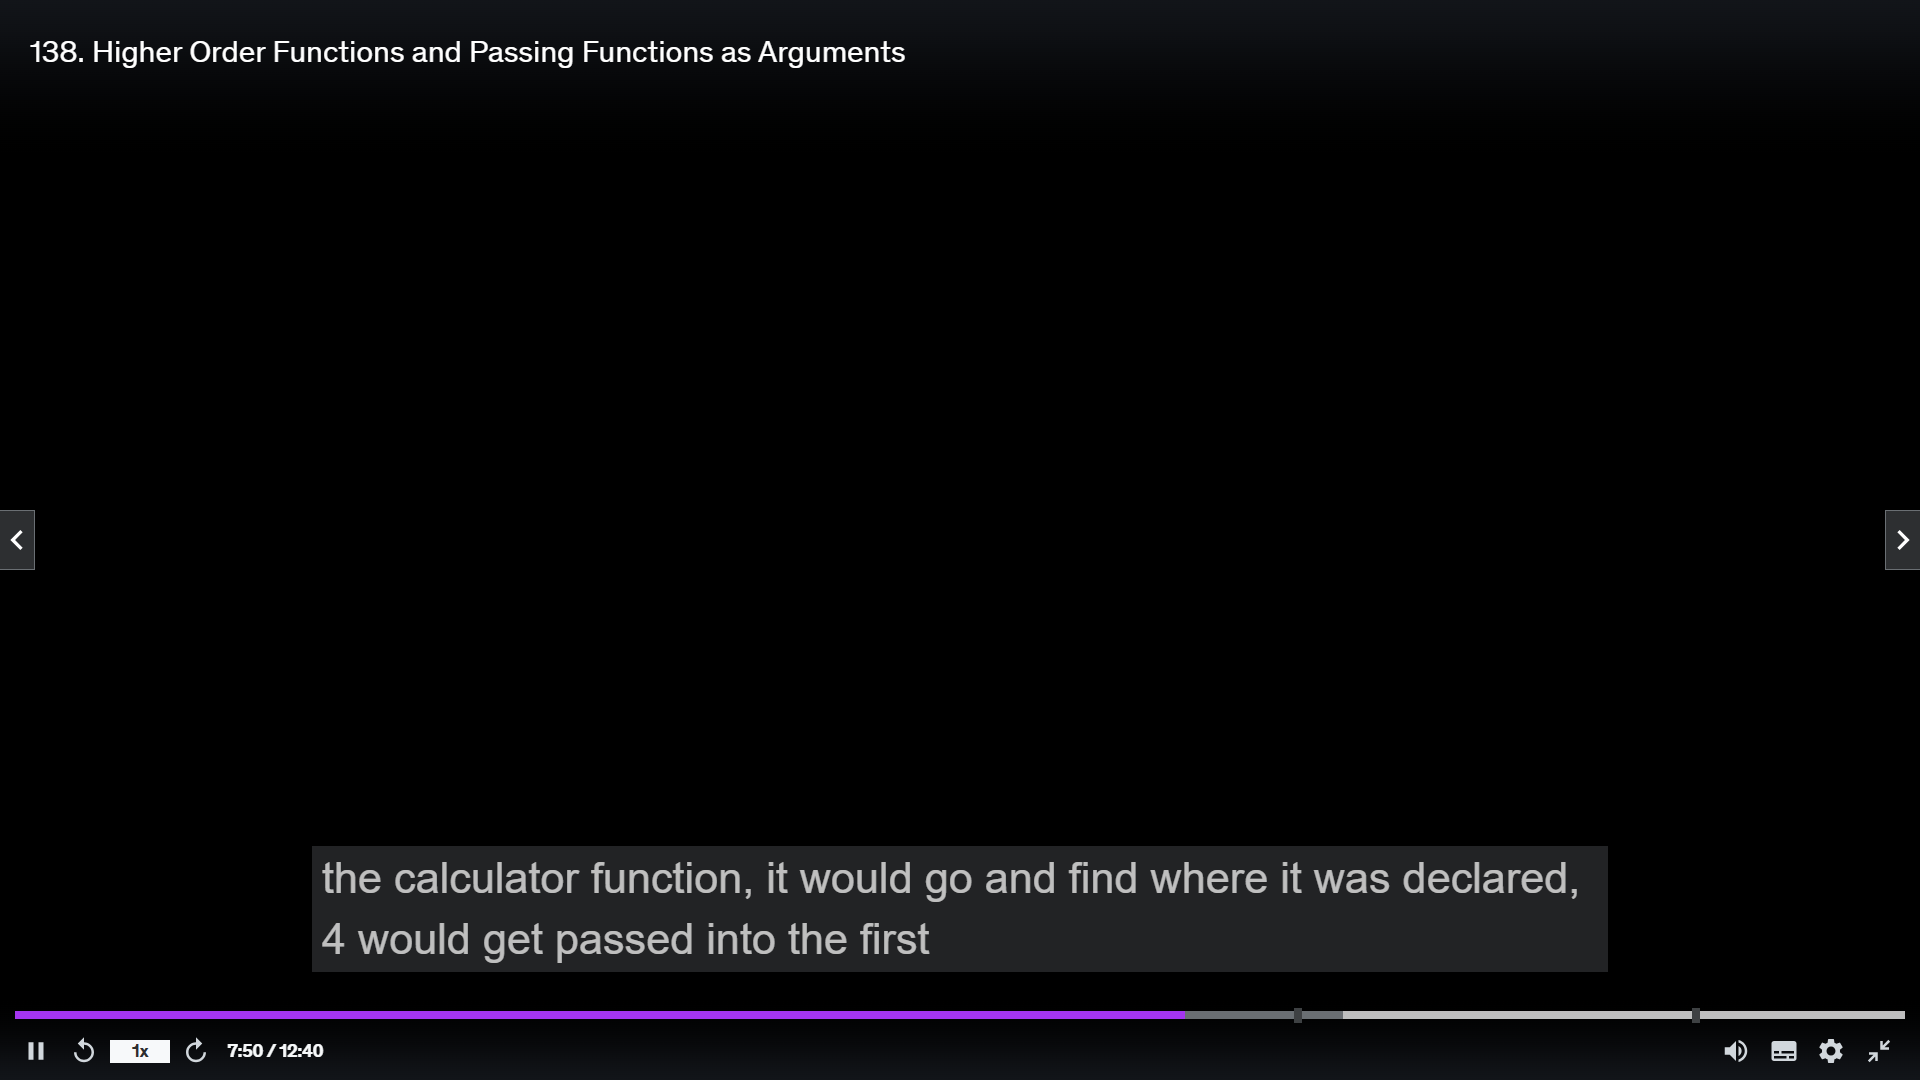 138. Higher Order Functions and Passing Functions as Arguments
the calculator function, it would go and find where it was declared,
4 would get passed into the first
1x
7:50 / 12:40